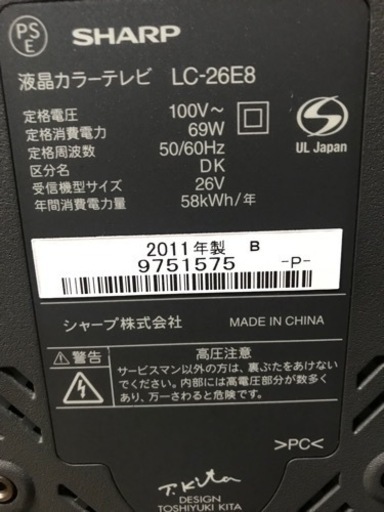 PS
E
SHARP
液晶カラーテレビ LC-26E8
定格電圧 100V～
定格消費電力 69W
定格周波数 50/60Hz
区分名 DK
受信機型サイズ 26V
年間消費電力量 58kWh/年
S
UL Japan
2011年製 B
9751575 -P-
シャープ株式会社 MADE IN CHINA
⚠警告 高圧注意
サービスマン以外の方は、裏ぶたをあけない
でください。内部には高電圧部分が数多く
あり、万一さわると危険です。
>PC<
T.Kita
DESIGN
TOSHIYUKI KITA